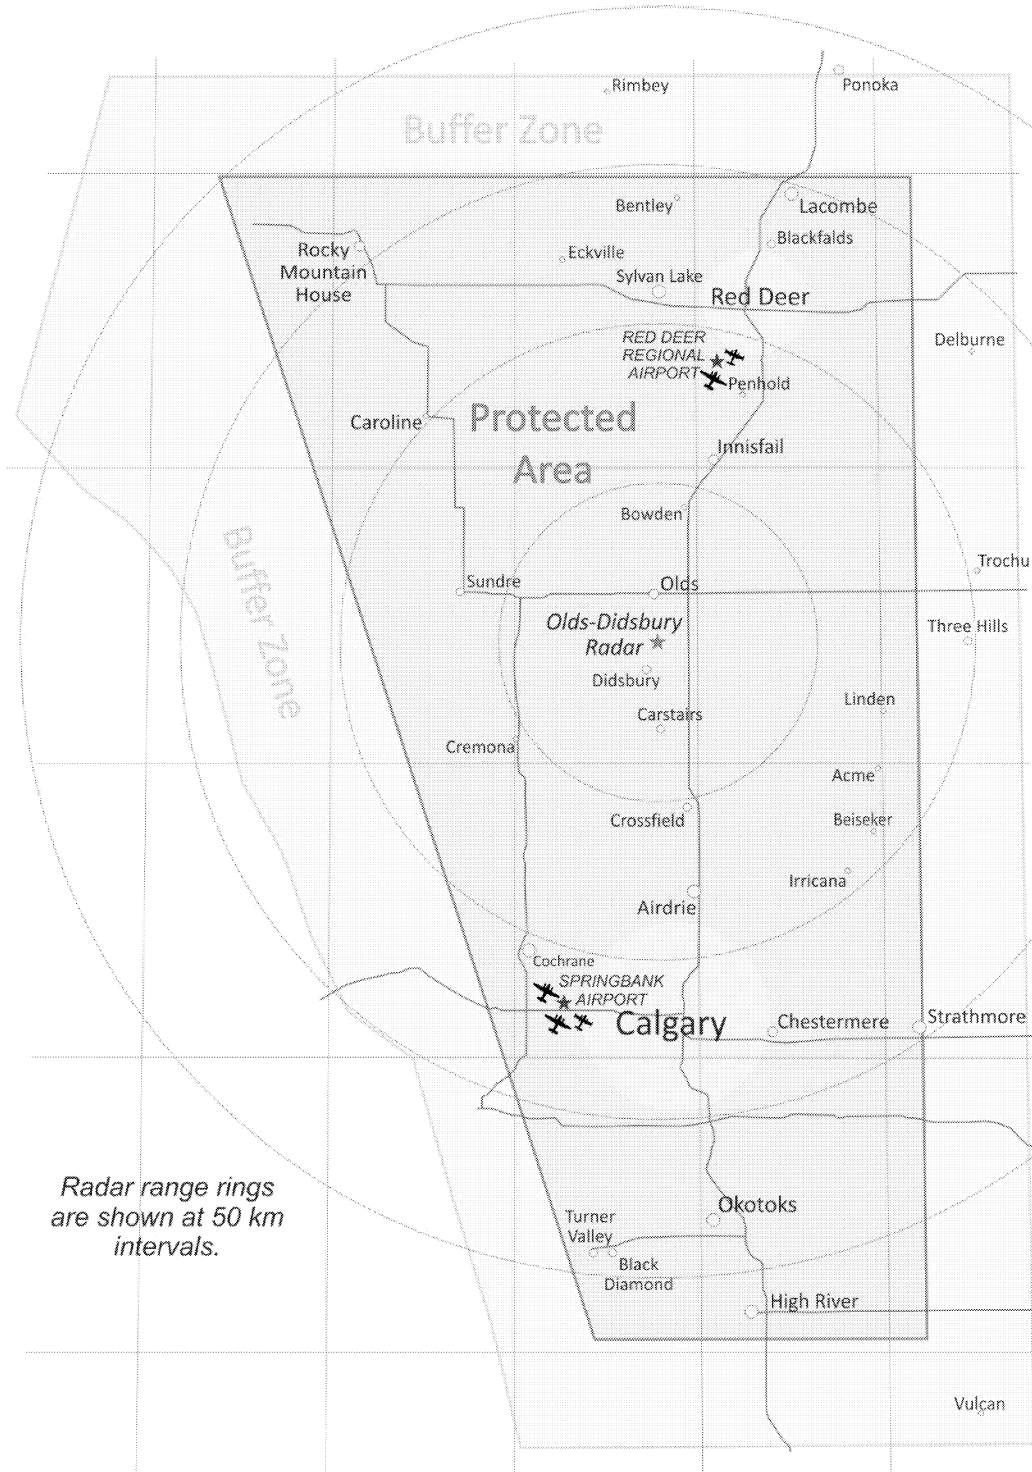 Rimbey
Ponoka
Buffer Zone
Bentley
Lacombe
Blackfalds
Rocky
Mountain
House
Eckville
Sylvan Lake
Red Deer
RED DEER
REGIONAL
AIRPORT
Delburne
Penhold
Caroline
Protected
Area
Innisfail
Bowden
Buffer Zone
Trochu
Sundre
Olds
Olds-Didsbury
Radar
Three Hills
Didsbury
Linden
Carstairs
Cremona
Acme
Crossfield
Beiseker
Irricana
Airdrie
Cochrane
SPRINGBANK
AIRPORT
Calgary
Chestermere
Strathmore
Radar range rings
are shown at 50 km
intervals.
Okotoks
Turner
Valley
Black
Diamond
High River
Vulcan